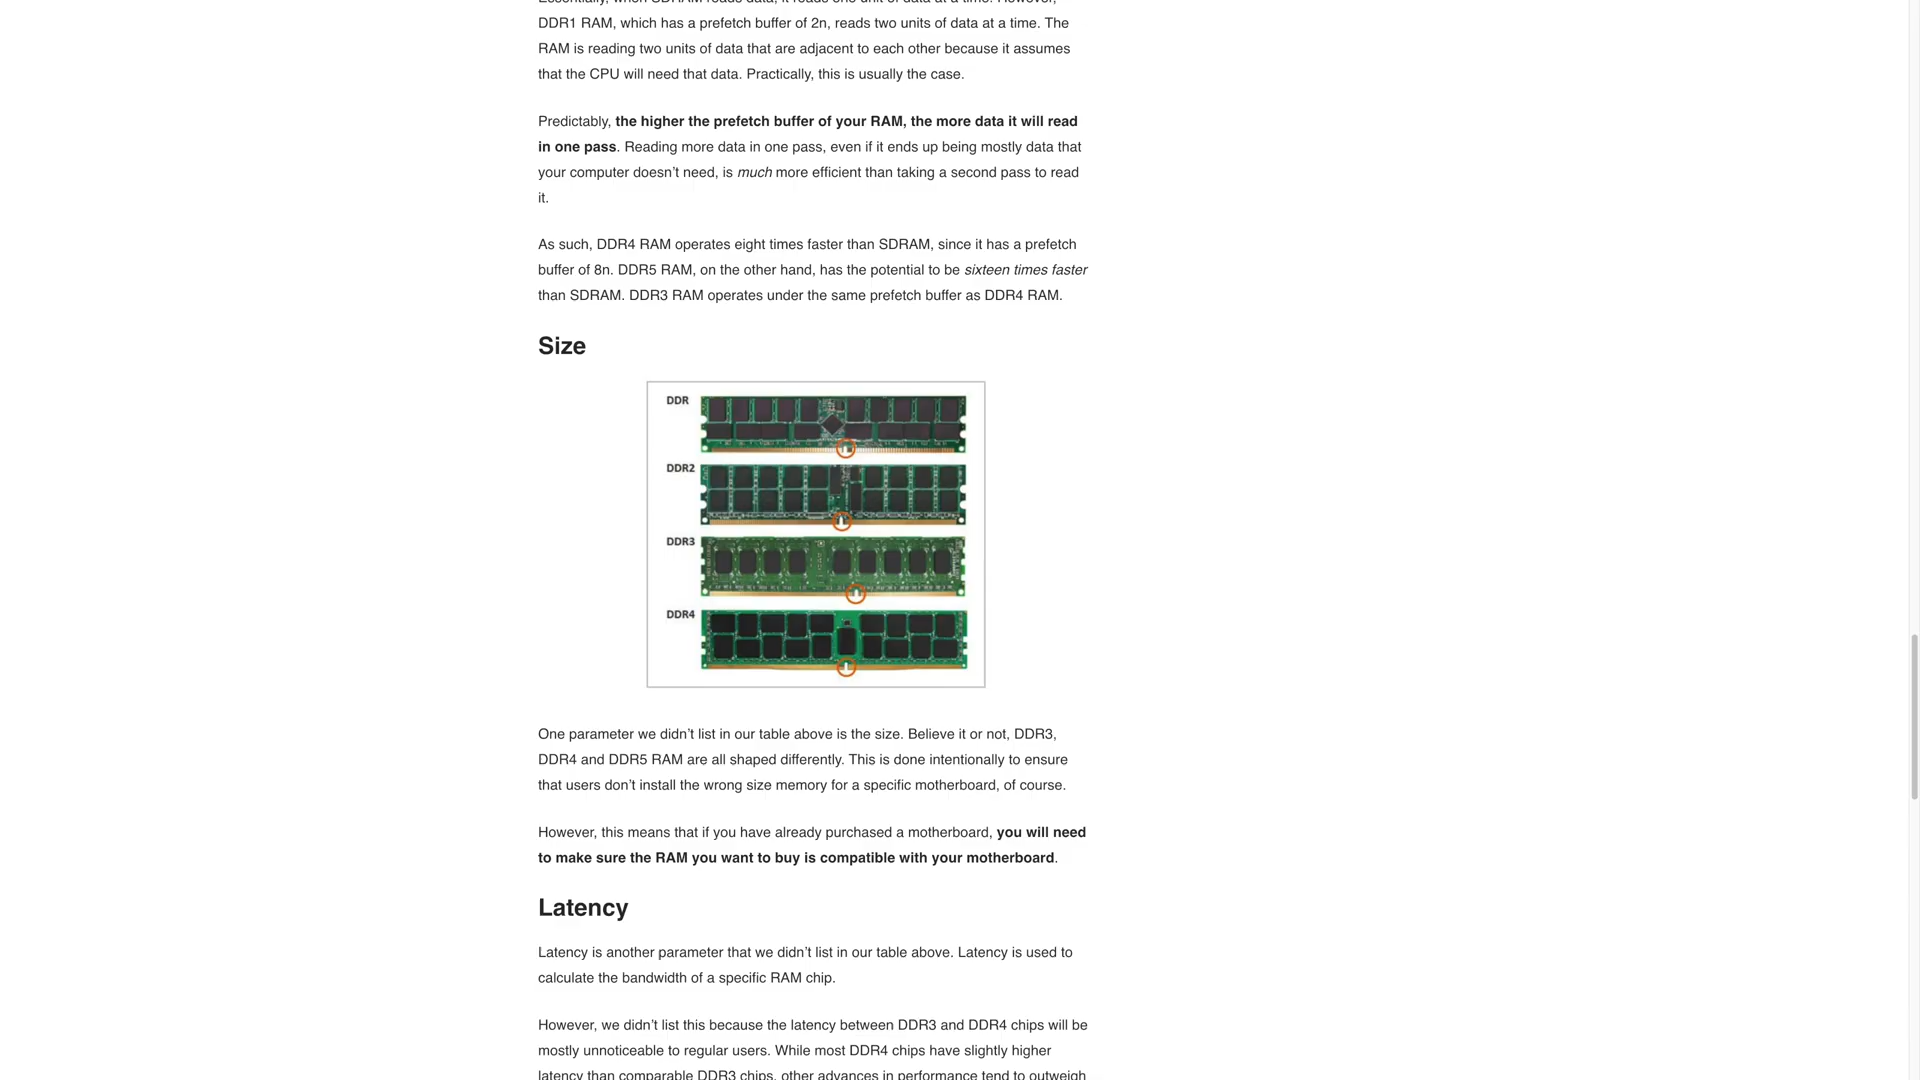 Essentially, when SDRAM reads data, it reads one unit of data at a time. However,
DDR1 RAM, which has a prefetch buffer of 2n, reads two units of data at a time. The
RAM is reading two units of data that are adjacent to each other because it assumes
that the CPU will need that data. Practically, this is usually the case.
Predictably, the higher the prefetch buffer of your RAM, the more data it will read
in one pass. Reading more data in one pass, even if it ends up being mostly data that
your computer doesn’t need, is much more efficient than taking a second pass to read
it.
As such, DDR4 RAM operates eight times faster than SDRAM, since it has a prefetch
buffer of 8n. DDR5 RAM, on the other hand, has the potential to be sixteen times faster
than SDRAM. DDR3 RAM operates under the same prefetch buffer as DDR4 RAM.
Size
DDR
DDR2
DDR3
DDR4
One parameter we didn’t list in our table above is the size. Believe it or not, DDR3,
DDR4 and DDR5 RAM are all shaped differently. This is done intentionally to ensure
that users don’t install the wrong size memory for a specific motherboard, of course.
However, this means that if you have already purchased a motherboard, you will need
to make sure the RAM you want to buy is compatible with your motherboard.
Latency
Latency is another parameter that we didn’t list in our table above. Latency is used to
calculate the bandwidth of a specific RAM chip.
However, we didn’t list this because the latency between DDR3 and DDR4 chips will be
mostly unnoticeable to regular users. While most DDR4 chips have slightly higher
latency than comparable DDR3 chips, other advances in performance tend to outweigh